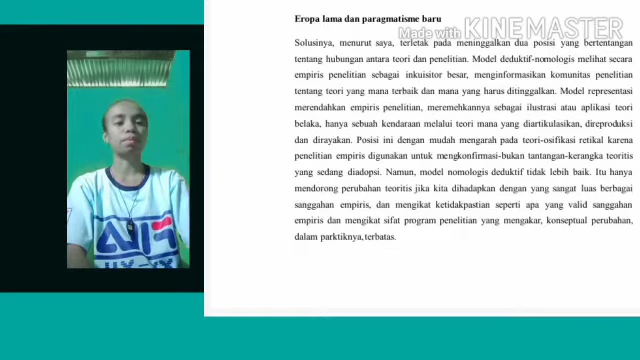 Made with KINEMASTER
Eropa lama dan paragmatisme baru
Solusinya, menurut saya, terletak pada meninggalkan dua posisi yang bertentangan
tentang hubungan antara teori dan penelitian. Model deduktif-nomologis melihat secara
empiris penelitian sebagai inkuisitor besar, menginformasikan komunitas penelitian
tentang teori yang mana terbaik dan mana yang harus ditinggalkan. Model representasi
merendahkan empiris penelitian, meremehkannya sebagai ilustrasi atau aplikasi teori
belaka, hanya sebuah kendaraan melalui teori mana yang diartikulasikan, direproduksi
dan dirayakan. Posisi ini dengan mudah mengarah pada teori-osifikasi retikal karena
penelitian empiris digunakan untuk mengkonfirmasi-bukan tantangan-kerangka teoritis
yang sedang diadopsi. Namun, model nomologis deduktif tidak lebih baik. Itu hanya
mendorong perubahan teoritis jika kita dihadapkan dengan yang sangat luas berbagai
sanggahan empiris, dan mengikat ketidakpastian seperti apa yang valid sanggahan
empiris dan mengikat sifat program penelitian yang mengakar, konseptual perubahan,
dalam parktiknya,terbatas.